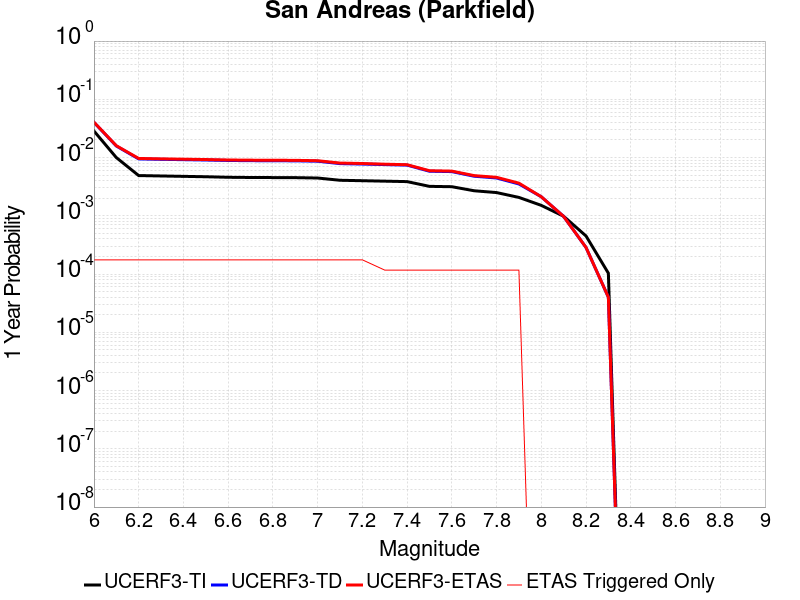 San Andreas (Parkfield)
10^0
10^-1
10^-2
10^-3
10^-4
10^-5
10^-6
10^-7
10^-8
1 Year Probability
6 6.2 6.4 6.6 6.8 7 7.2 7.4 7.6 7.8 8 8.2 8.4 8.6 8.8 9
Magnitude
UCERF3-TI UCERF3-TD UCERF3-ETAS ETAS Triggered Only